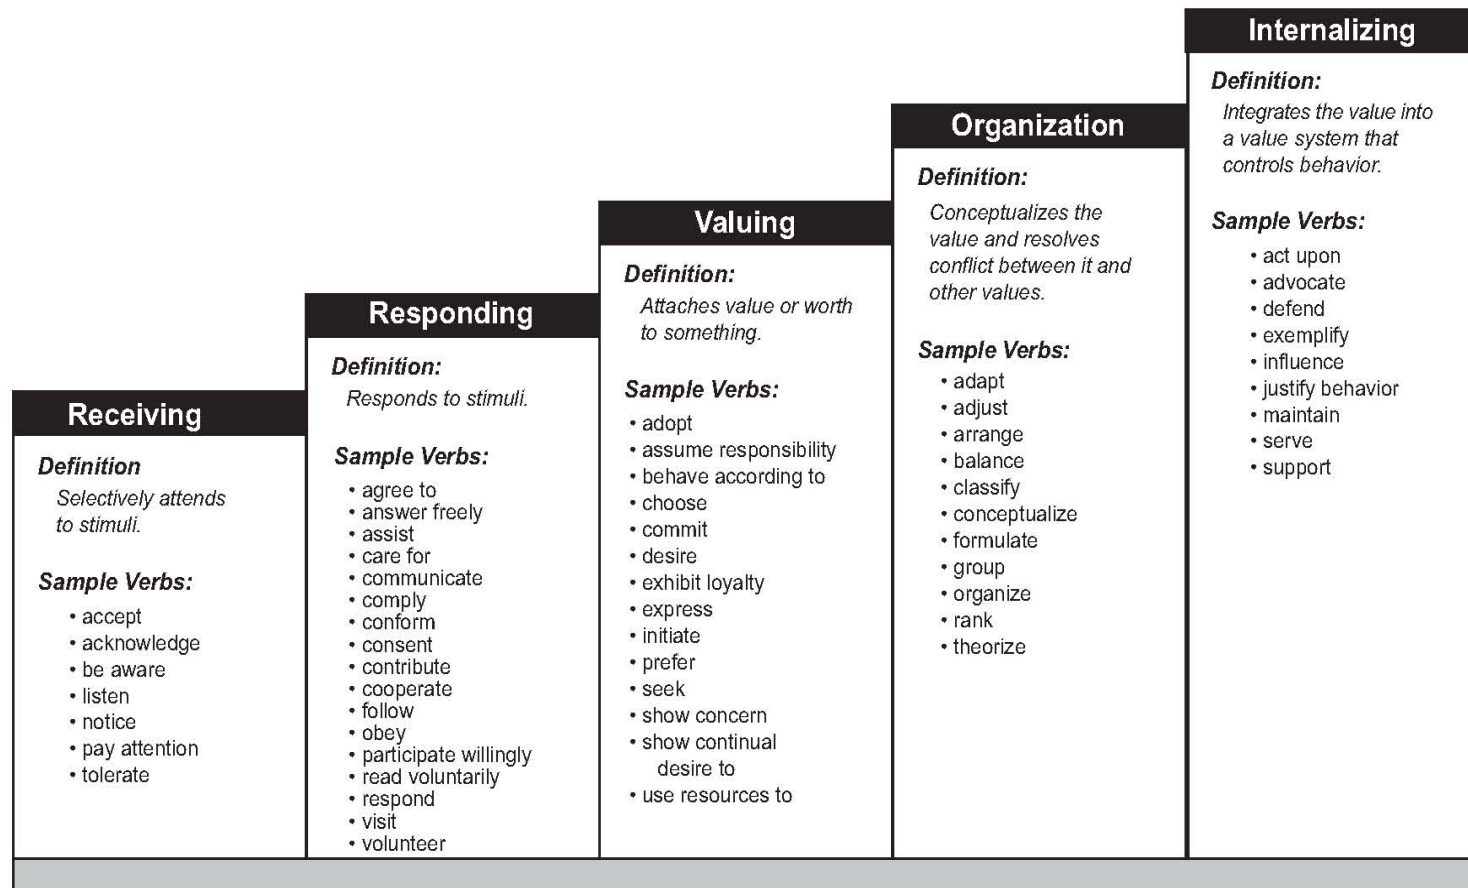 Receiving
Definition
Selectively attends
to stimuli.
Sample Verbs:
• accept
• acknowledge
• be aware
• listen
• notice
• pay attention
• tolerate
Responding
Definition:
Responds to stimuli.
Sample Verbs:
• agree to
• answer freely
• assist
• care for
• communicate
• comply
• conform
• consent
• contribute
• cooperate
• follow
• obey
• participate willingly
• read voluntarily
• respond
• visit
• volunteer
Valuing
Definition:
Attaches value or worth
to something.
Sample Verbs:
• adopt
• assume responsibility
• behave according to
• choose
• commit
• desire
• exhibit loyalty
• express
• initiate
• prefer
• seek
• show concern
• show continual
desire to
• use resources to
Organization
Definition:
Conceptualizes the
value and resolves
conflict between it and
other values.
Sample Verbs:
• adapt
• adjust
• arrange
• balance
• classify
• conceptualize
• formulate
• group
• organize
• rank
• theorize
Internalizing
Definition:
Integrates the value into
a value system that
controls behavior.
Sample Verbs:
• act upon
• advocate
• defend
• exemplify
• influence
• justify behavior
• maintain
• serve
• support